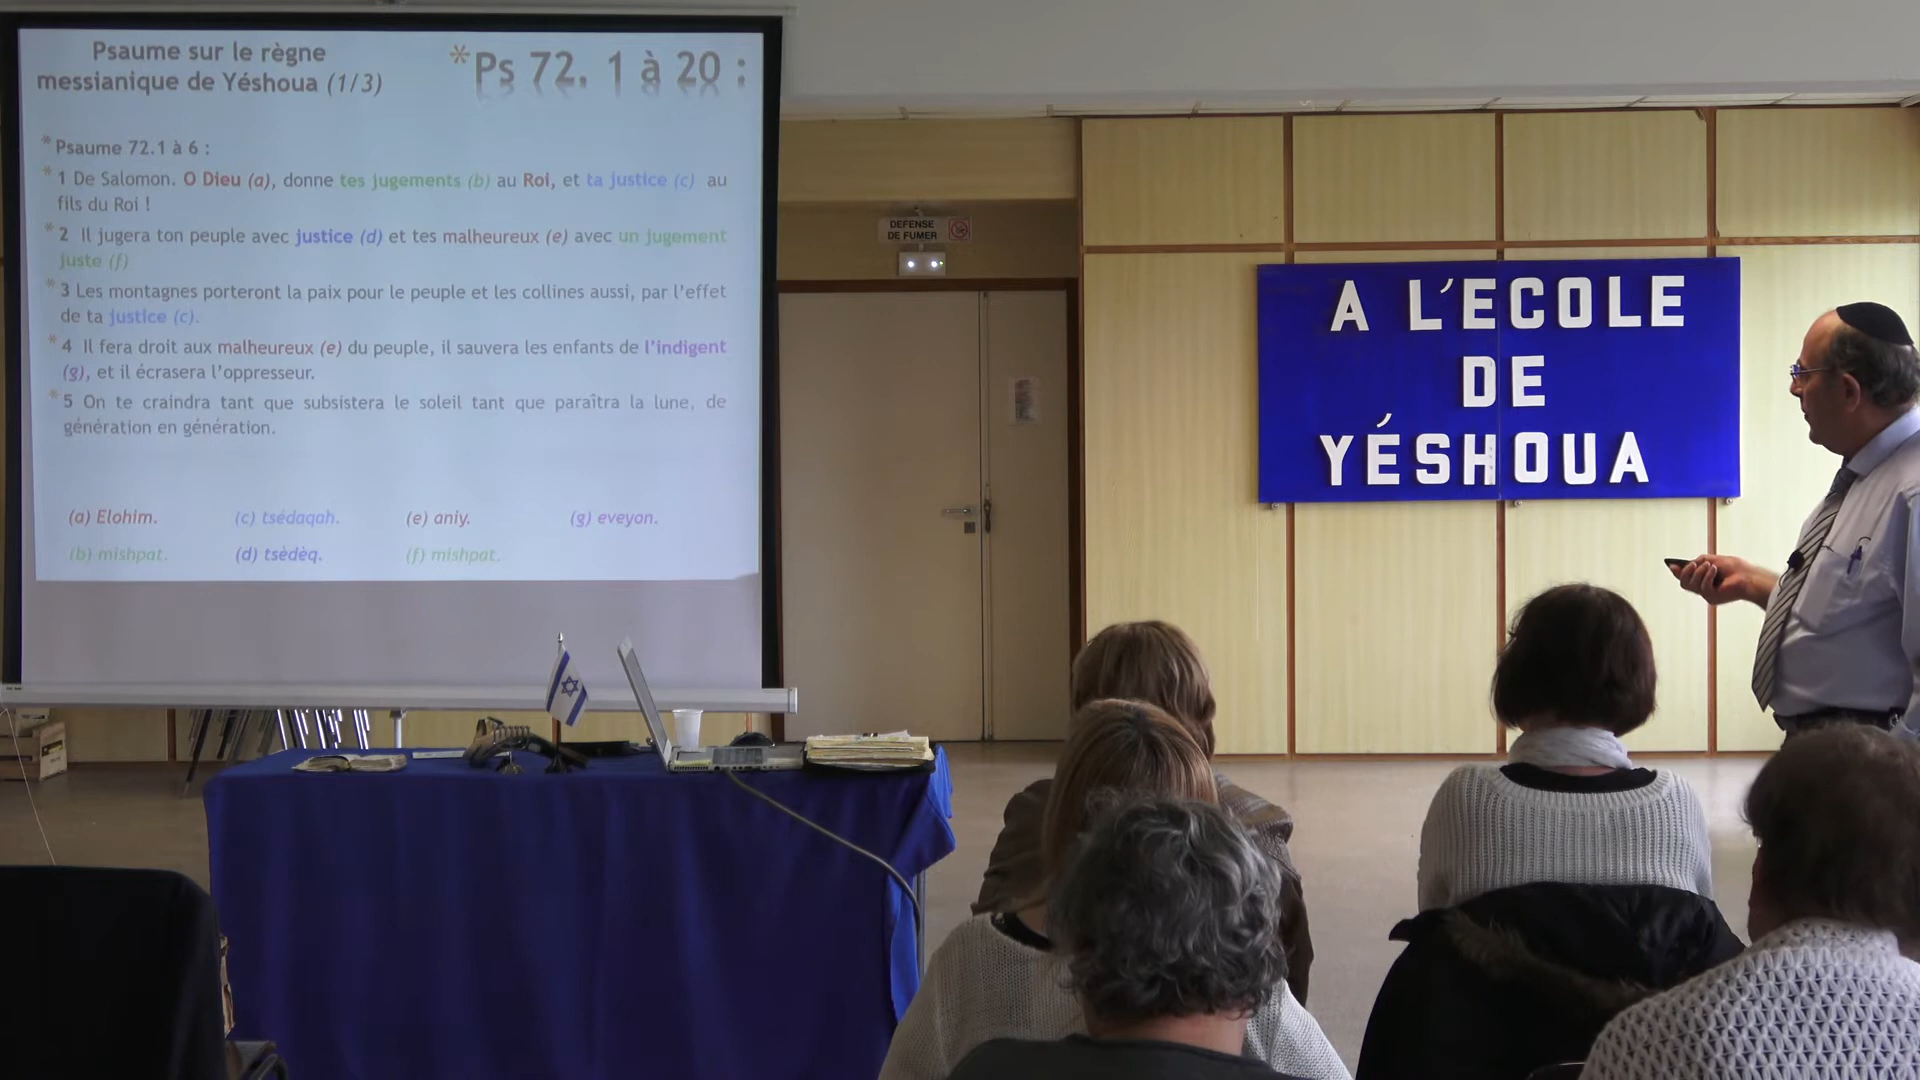 Psaume sur le règne
messianique de Yéshoua (1/3)
*Ps 72. 1 à 20 :
* Psaume 72.1 à 6 :
* 1 De Salomon. O Dieu (a), donne tes jugements (b) au Roi, et ta justice (c) au
fils du Roi !
* 2 Il jugera ton peuple avec justice (d) et tes malheureux (e) avec un jugement
juste (f)
* 3 Les montagnes porteront la paix pour le peuple et les collines aussi, par l'effet
de ta justice (c).
* 4 Il fera droit aux malheureux (e) du peuple, il sauvera les enfants de l'indigent
(g), et il écrasera l'oppresseur.
* 5 On te craindra tant que subsistera le soleil tant que paraîtra la lune, de
génération en génération.
(a) Elohim. (c) tsédaqah. (e) aniy. (g) eveyon.
(b) mishpat. (d) tsèdèq. (f) mishpat.
DEFENSE
DE FUMER
A L'ECOLE
DE
YÉSHOUA